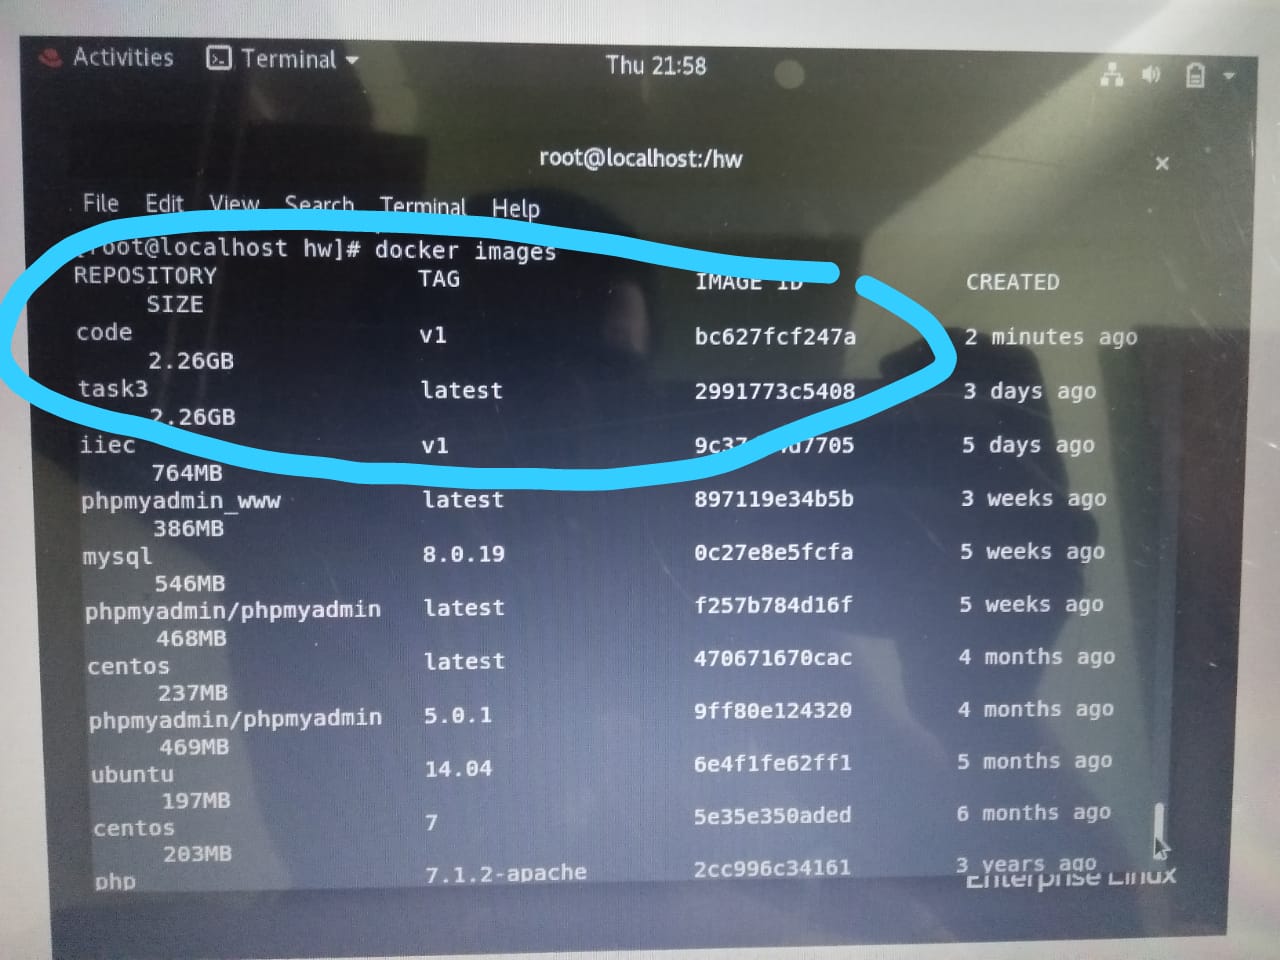 Activities Terminal Thu 21:58
root@localhost:/hw ×
File Edit View Search Terminal Help
[root@localhost hw]# docker images
REPOSITORY TAG IMAGE ID CREATED
SIZE
code v1 bc627fcf247a 2 minutes ago
2.26GB
task3 latest 2991773c5408 3 days ago
2.26GB
iiec v1 5 days ago
764MB
phpmyadmin_www latest 897119e34b5b 3 weeks ago
386MB
mysql 8.0.19 0c27e8e5fcfa 5 weeks ago
546MB
phpmyadmin/phpmyadmin latest f257b784d16f 5 weeks ago
468MB
centos latest 470671670cac 4 months ago
237MB
phpmyadmin/phpmyadmin 5.0.1 9ff80e124320 4 months ago
469MB
ubuntu 14.04 6e4f1fe62ff1 5 months ago
197MB
centos 7 5e35e350aded 6 months ago
203MB
php 7.1.2-apache 2cc996c34161 3 years ago
Enterprise Linux